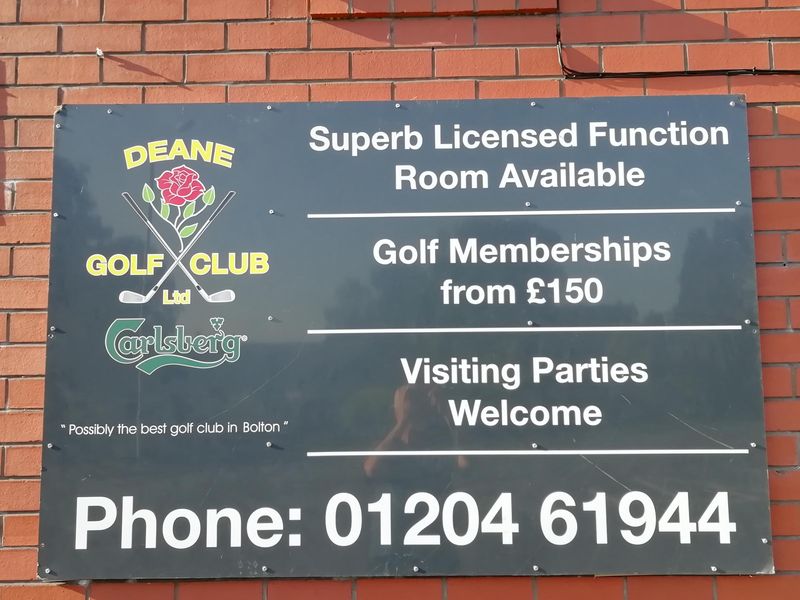 DEANE
GOLF CLUB
Ltd
Carlsberg®
" Possibly the best golf club in Bolton "
Superb Licensed Function
Room Available
Golf Memberships
from £150
Visiting Parties
Welcome
Phone: 01204 61944